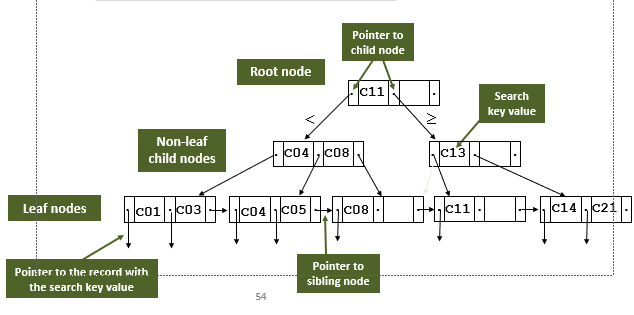 Pointer to
child node
Root node
C11
Search
key value
<
≥
Non-leaf
child nodes
C04 C08
C13
Leaf nodes
C01 C03
C04 C05
C08
C11
C14 C21
Pointer to the record with
the search key value
Pointer to
sibling node
54